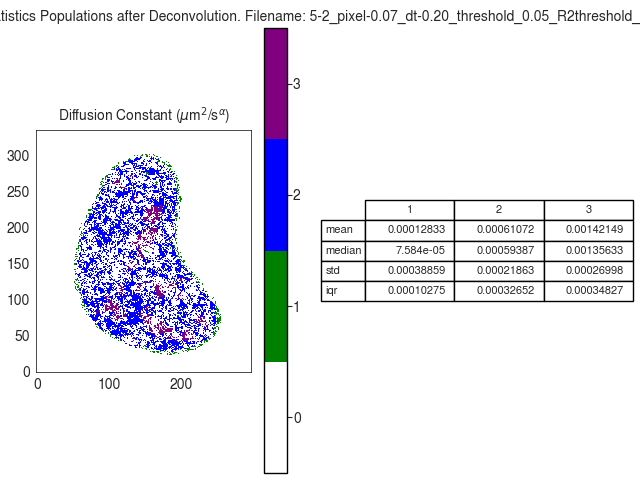 tistics Populations after Deconvolution. Filename: 5-2_pixel-0.07_dt-0.20_threshold_0.05_R2threshold_
Diffusion Constant (μm²/s^α)
300
250
200
150
100
50
0
0 100 200
3
2
1
0
1 2 3
mean 0.00012833 0.00061072 0.00142149
median 7.584e-05 0.00059387 0.00135633
std 0.00038859 0.00021863 0.00026998
iqr 0.00010275 0.00032652 0.00034827